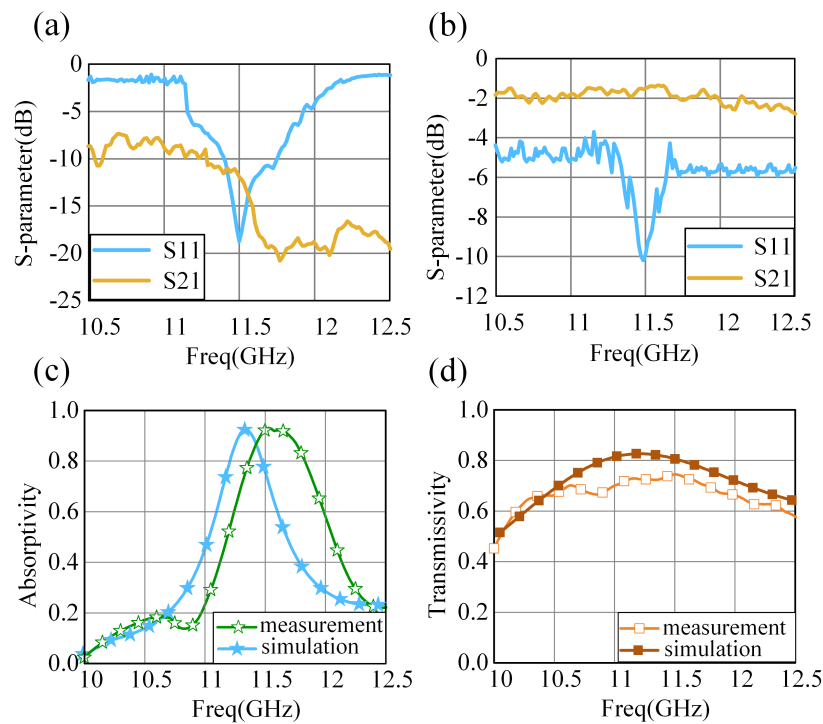 (a)
0
-5
-10
-15
-20
-25
S-parameter(dB)
S11
S21
10.5 11 11.5 12 12.5
Freq(GHz)
(b)
0
-2
-4
-6
-8
-10
-12
S-parameter(dB)
S11
S21
10.5 11 11.5 12 12.5
Freq(GHz)
(c)
1.0
0.8
0.6
0.4
0.2
0.0
Absorptivity
measurement
simulation
10 10.5 11 11.5 12 12.5
Freq(GHz)
(d)
1.0
0.8
0.6
0.4
0.2
0.0
Transmissivity
measurement
simulation
10 10.5 11 11.5 12 12.5
Freq(GHz)